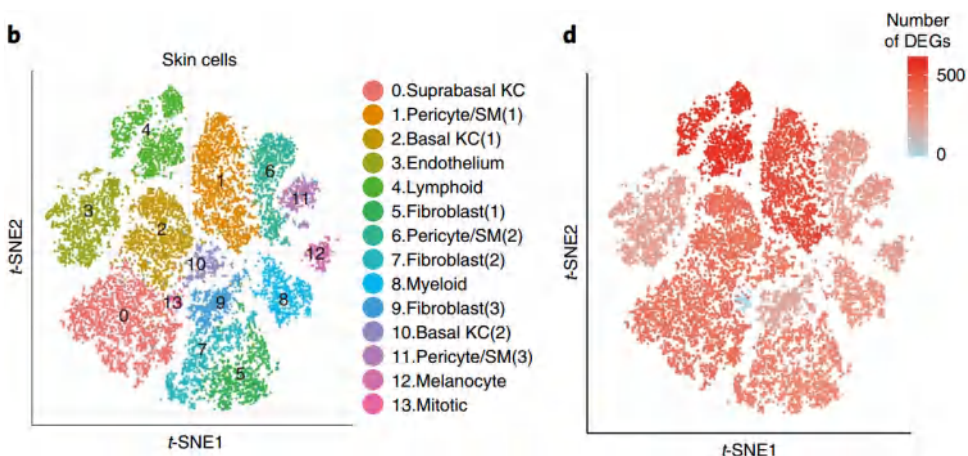 b
Skin cells
t-SNE2
t-SNE1
4
1
6
11
3
2
10
12
13
9
8
0
7
5
0.Suprabasal KC
1.Pericyte/SM(1)
2.Basal KC(1)
3.Endothelium
4.Lymphoid
5.Fibroblast(1)
6.Pericyte/SM(2)
7.Fibroblast(2)
8.Myeloid
9.Fibroblast(3)
10.Basal KC(2)
11.Pericyte/SM(3)
12.Melanocyte
13.Mitotic
d
Number
of DEGs
500
0
t-SNE2
t-SNE1